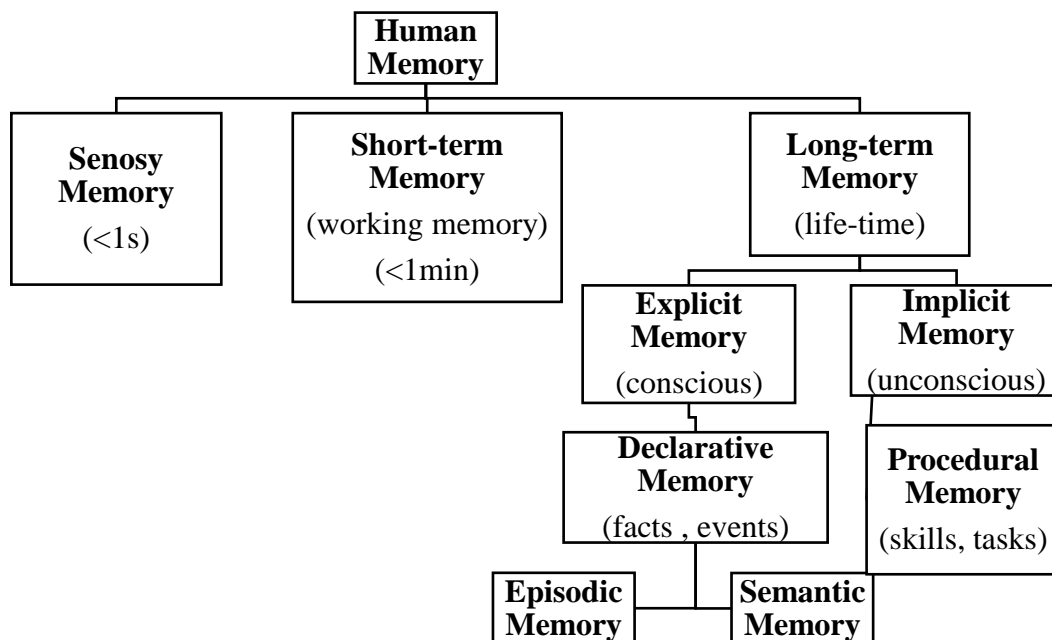 Human
Memory
Senosy
Memory
(<1s)
Short-term
Memory
(working memory)
(<1min)
Long-term
Memory
(life-time)
Explicit
Memory
(conscious)
Implicit
Memory
(unconscious)
Declarative
Memory
(facts , events)
Procedural
Memory
(skills, tasks)
Episodic
Memory
Semantic
Memory